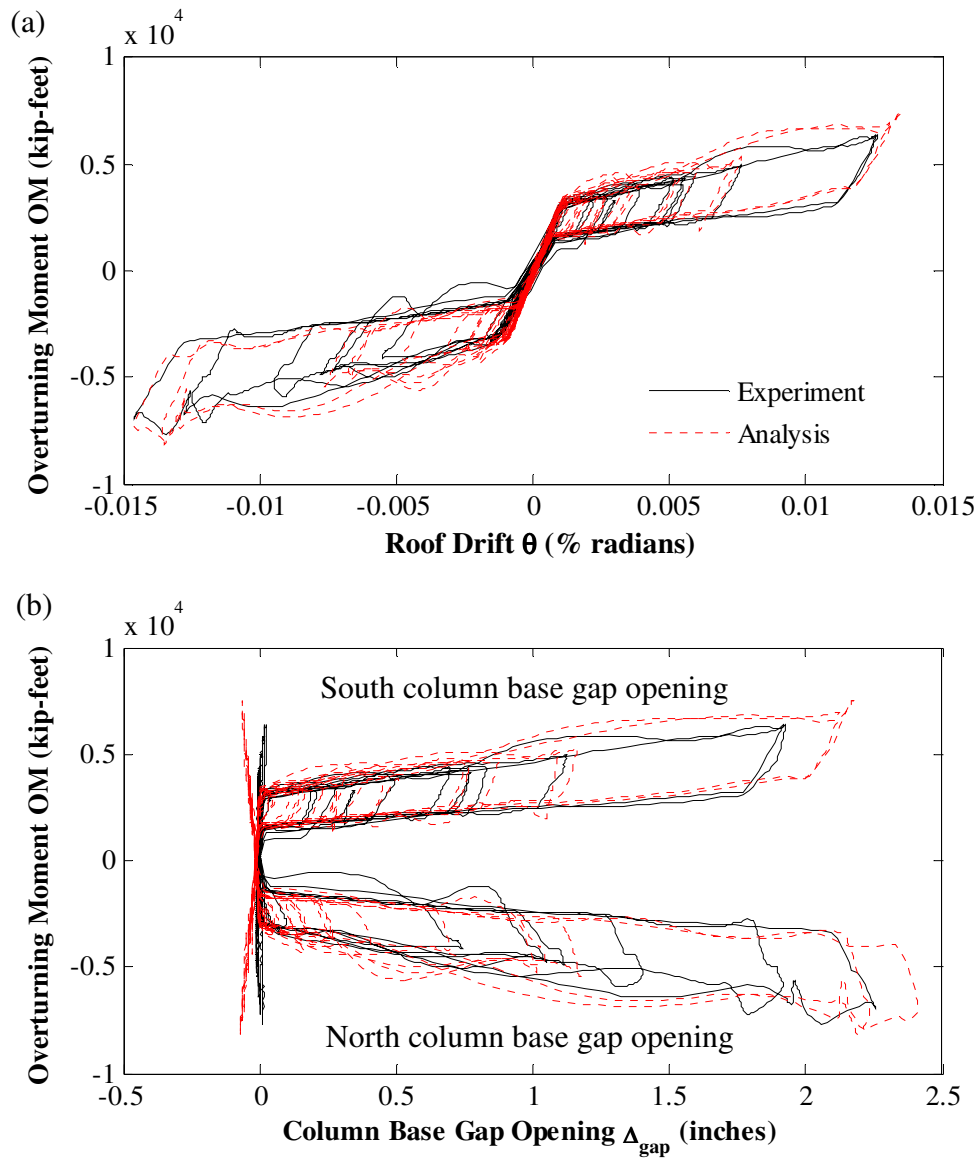 (a)
x 10^4
1
0.5
0
-0.5
-1
Overturning Moment OM (kip-feet)
Experiment
Analysis
-0.015 -0.01 -0.005 0 0.005 0.01 0.015
Roof Drift θ (% radians)
(b)
x 10^4
1
0.5
0
-0.5
-1
Overturning Moment OM (kip-feet)
South column base gap opening
North column base gap opening
-0.5 0 0.5 1 1.5 2 2.5
Column Base Gap Opening Δ_gap (inches)